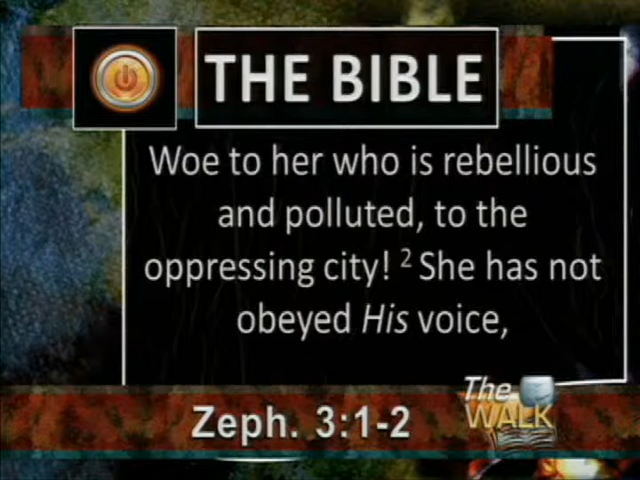 THE BIBLE
Woe to her who is rebellious
and polluted, to the
oppressing city! ² She has not
obeyed His voice,
The
WALK
Zeph. 3:1-2